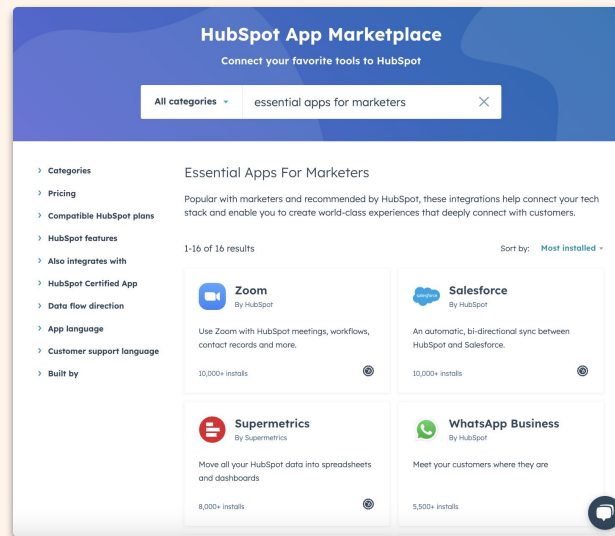 HubSpot App Marketplace
Connect your favorite tools to HubSpot
All categories
essential apps for marketers
Categories
Pricing
Compatible HubSpot plans
HubSpot features
Also integrates with
HubSpot Certified App
Data flow direction
App language
Customer support language
Built by
Essential Apps For Marketers
Popular with marketers and recommended by HubSpot, these integrations help connect your tech
stack and enable you to create world-class experiences that deeply connect with customers.
1-16 of 16 results
Sort by: Most installed
Zoom
By HubSpot
Use Zoom with HubSpot meetings, workflows,
contact records and more.
10,000+ installs
salesforce
Salesforce
By HubSpot
An automatic, bi-directional sync between
HubSpot and Salesforce.
10,000+ installs
Supermetrics
By Supermetrics
Move all your HubSpot data into spreadsheets
and dashboards
8,000+ installs
WhatsApp Business
By HubSpot
Meet your customers where they are
5,500+ installs